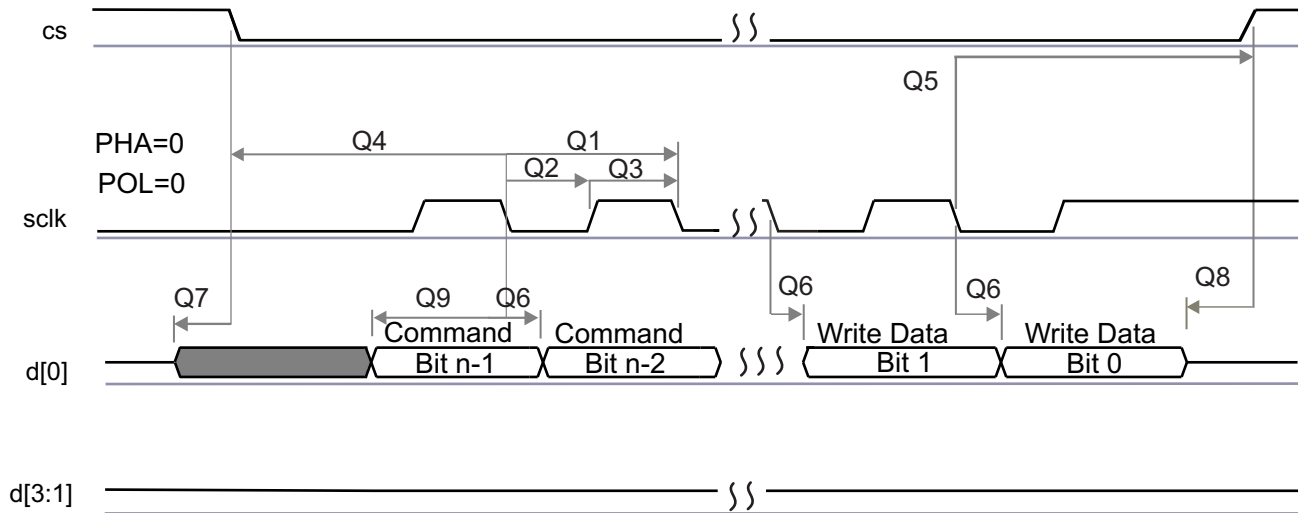 cs
Q5
PHA=0
Q4
Q1
POL=0
Q2
Q3
sclk
Q7
Q9
Q6
Q6
Q6
Q8
Command
Command
Write Data
Write Data
d[0]
Bit n-1
Bit n-2
Bit 1
Bit 0
d[3:1]